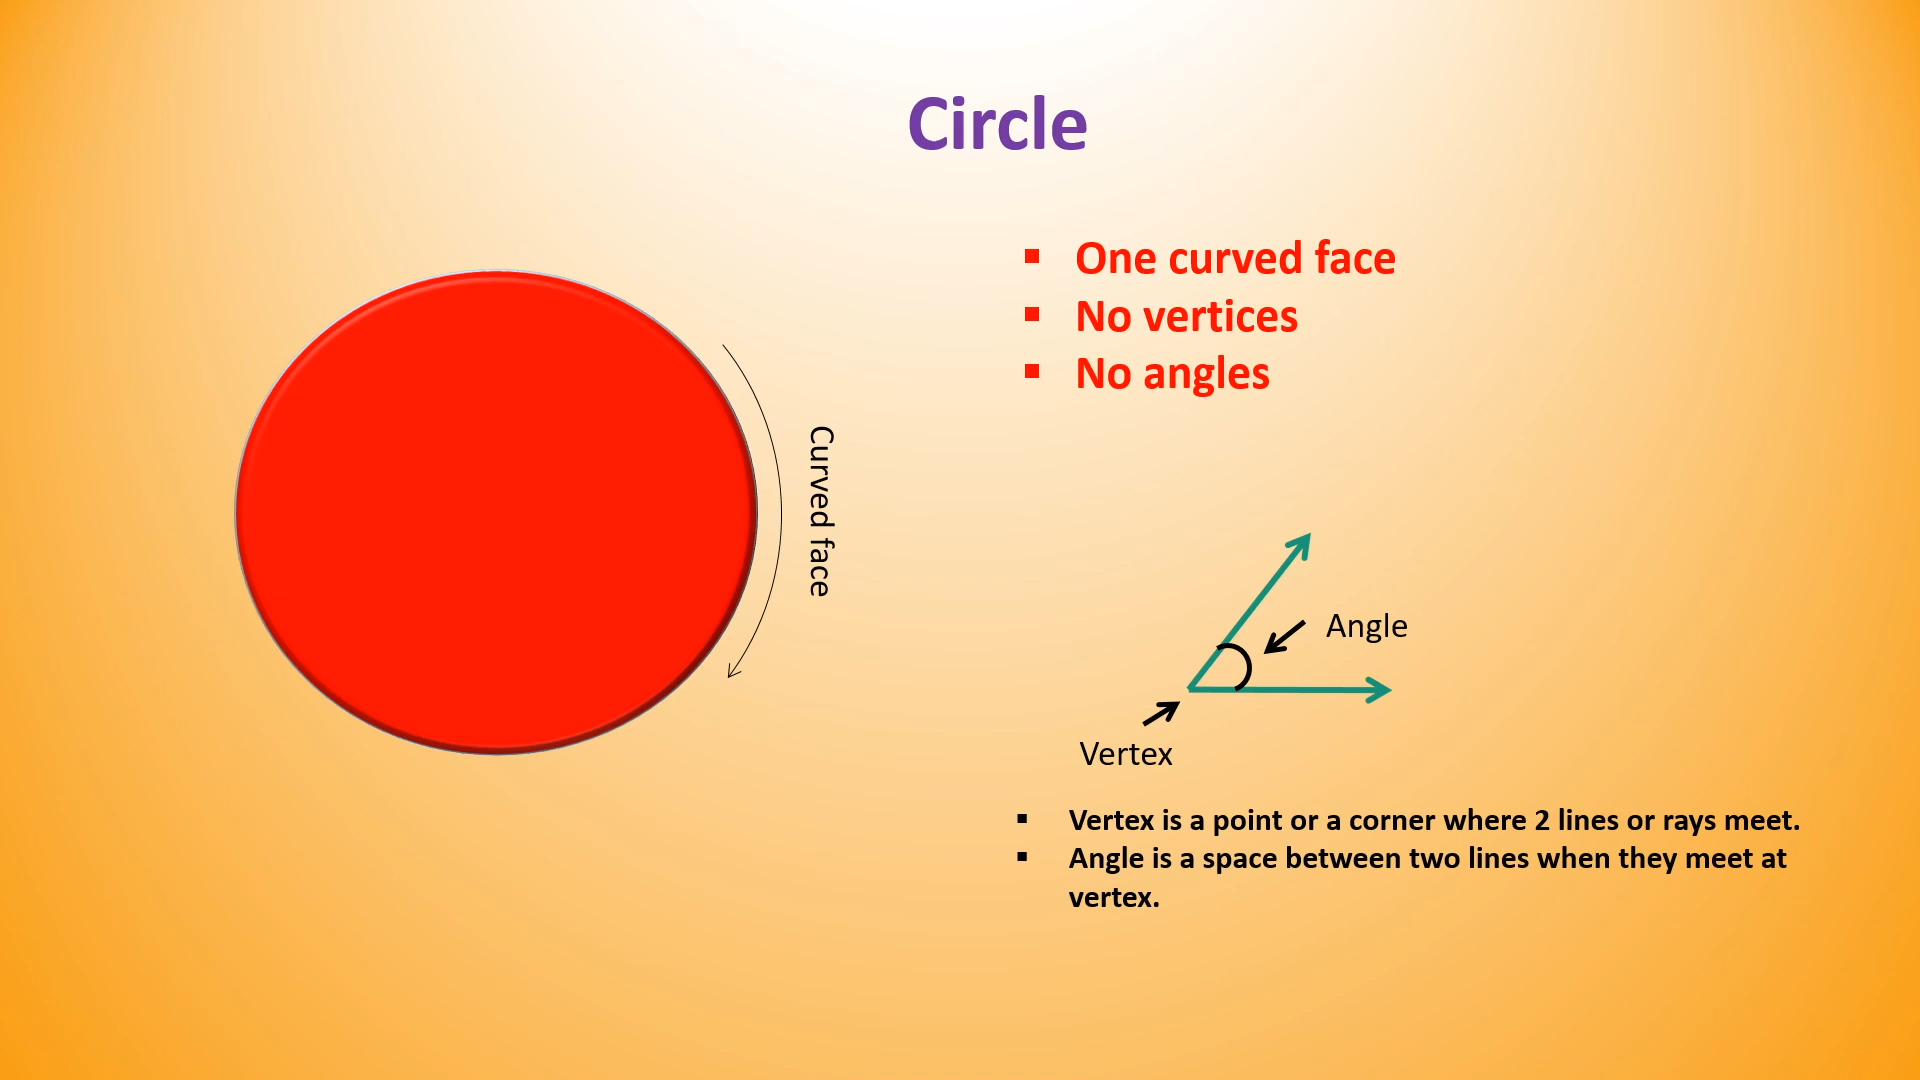 Circle
▪ One curved face
▪ No vertices
▪ No angles
Curved face
Angle
Vertex
▪ Vertex is a point or a corner where 2 lines or rays meet.
▪ Angle is a space between two lines when they meet at
vertex.